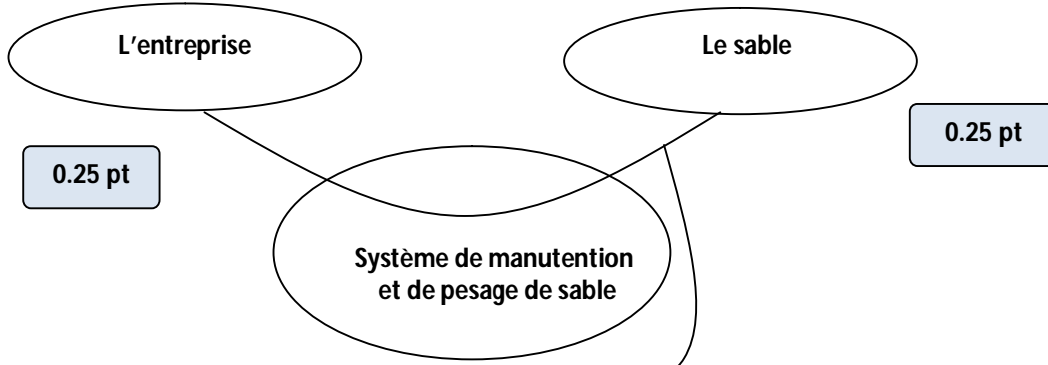 L'entreprise
Le sable
0.25 pt
0.25 pt
Système de manutention
et de pesage de sable